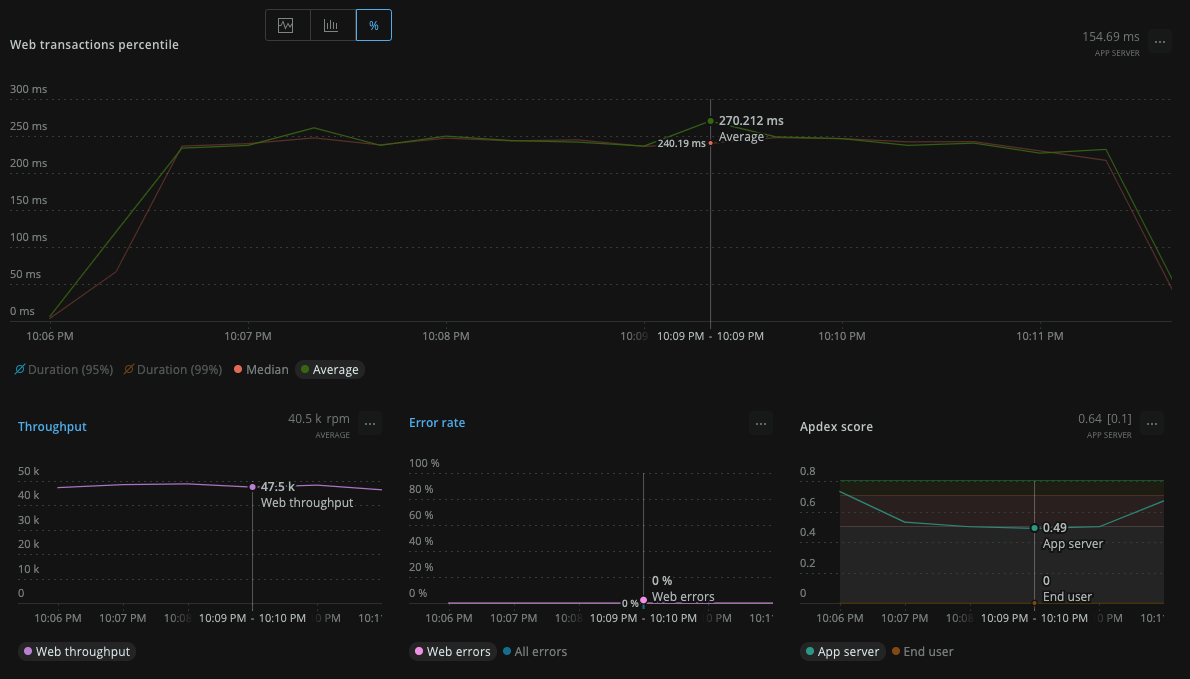 %
Web transactions percentile
154.69 ms
APP SERVER
300 ms
250 ms
200 ms
150 ms
100 ms
50 ms
0 ms
270.212 ms
Average
240.19 ms
10:06 PM 10:07 PM 10:08 PM 10:09 10:09 PM - 10:09 PM 10:10 PM 10:11 PM
Duration (95%) Duration (99%) Median Average
Throughput
40.5 k rpm
AVERAGE
50 k
40 k
30 k
20 k
10 k
0
47.5 k
Web throughput
10:06 PM 10:07 PM 10:08 10:09 PM - 10:10 PM 0 PM 10:1
Web throughput
Error rate
100 %
80 %
60 %
40 %
20 %
0 %
0 %
Web errors
0 %
10:06 PM 10:07 PM 10:08 10:09 PM - 10:10 PM 0 PM 10:1
Web errors All errors
Apdex score
0.64 [0.1]
APP SERVER
0.8
0.6
0.4
0.2
0
0.49
App server
0
End user
10:06 PM 10:07 PM 10:08 10:09 PM - 10:10 PM 0 PM 10:1
App server End user